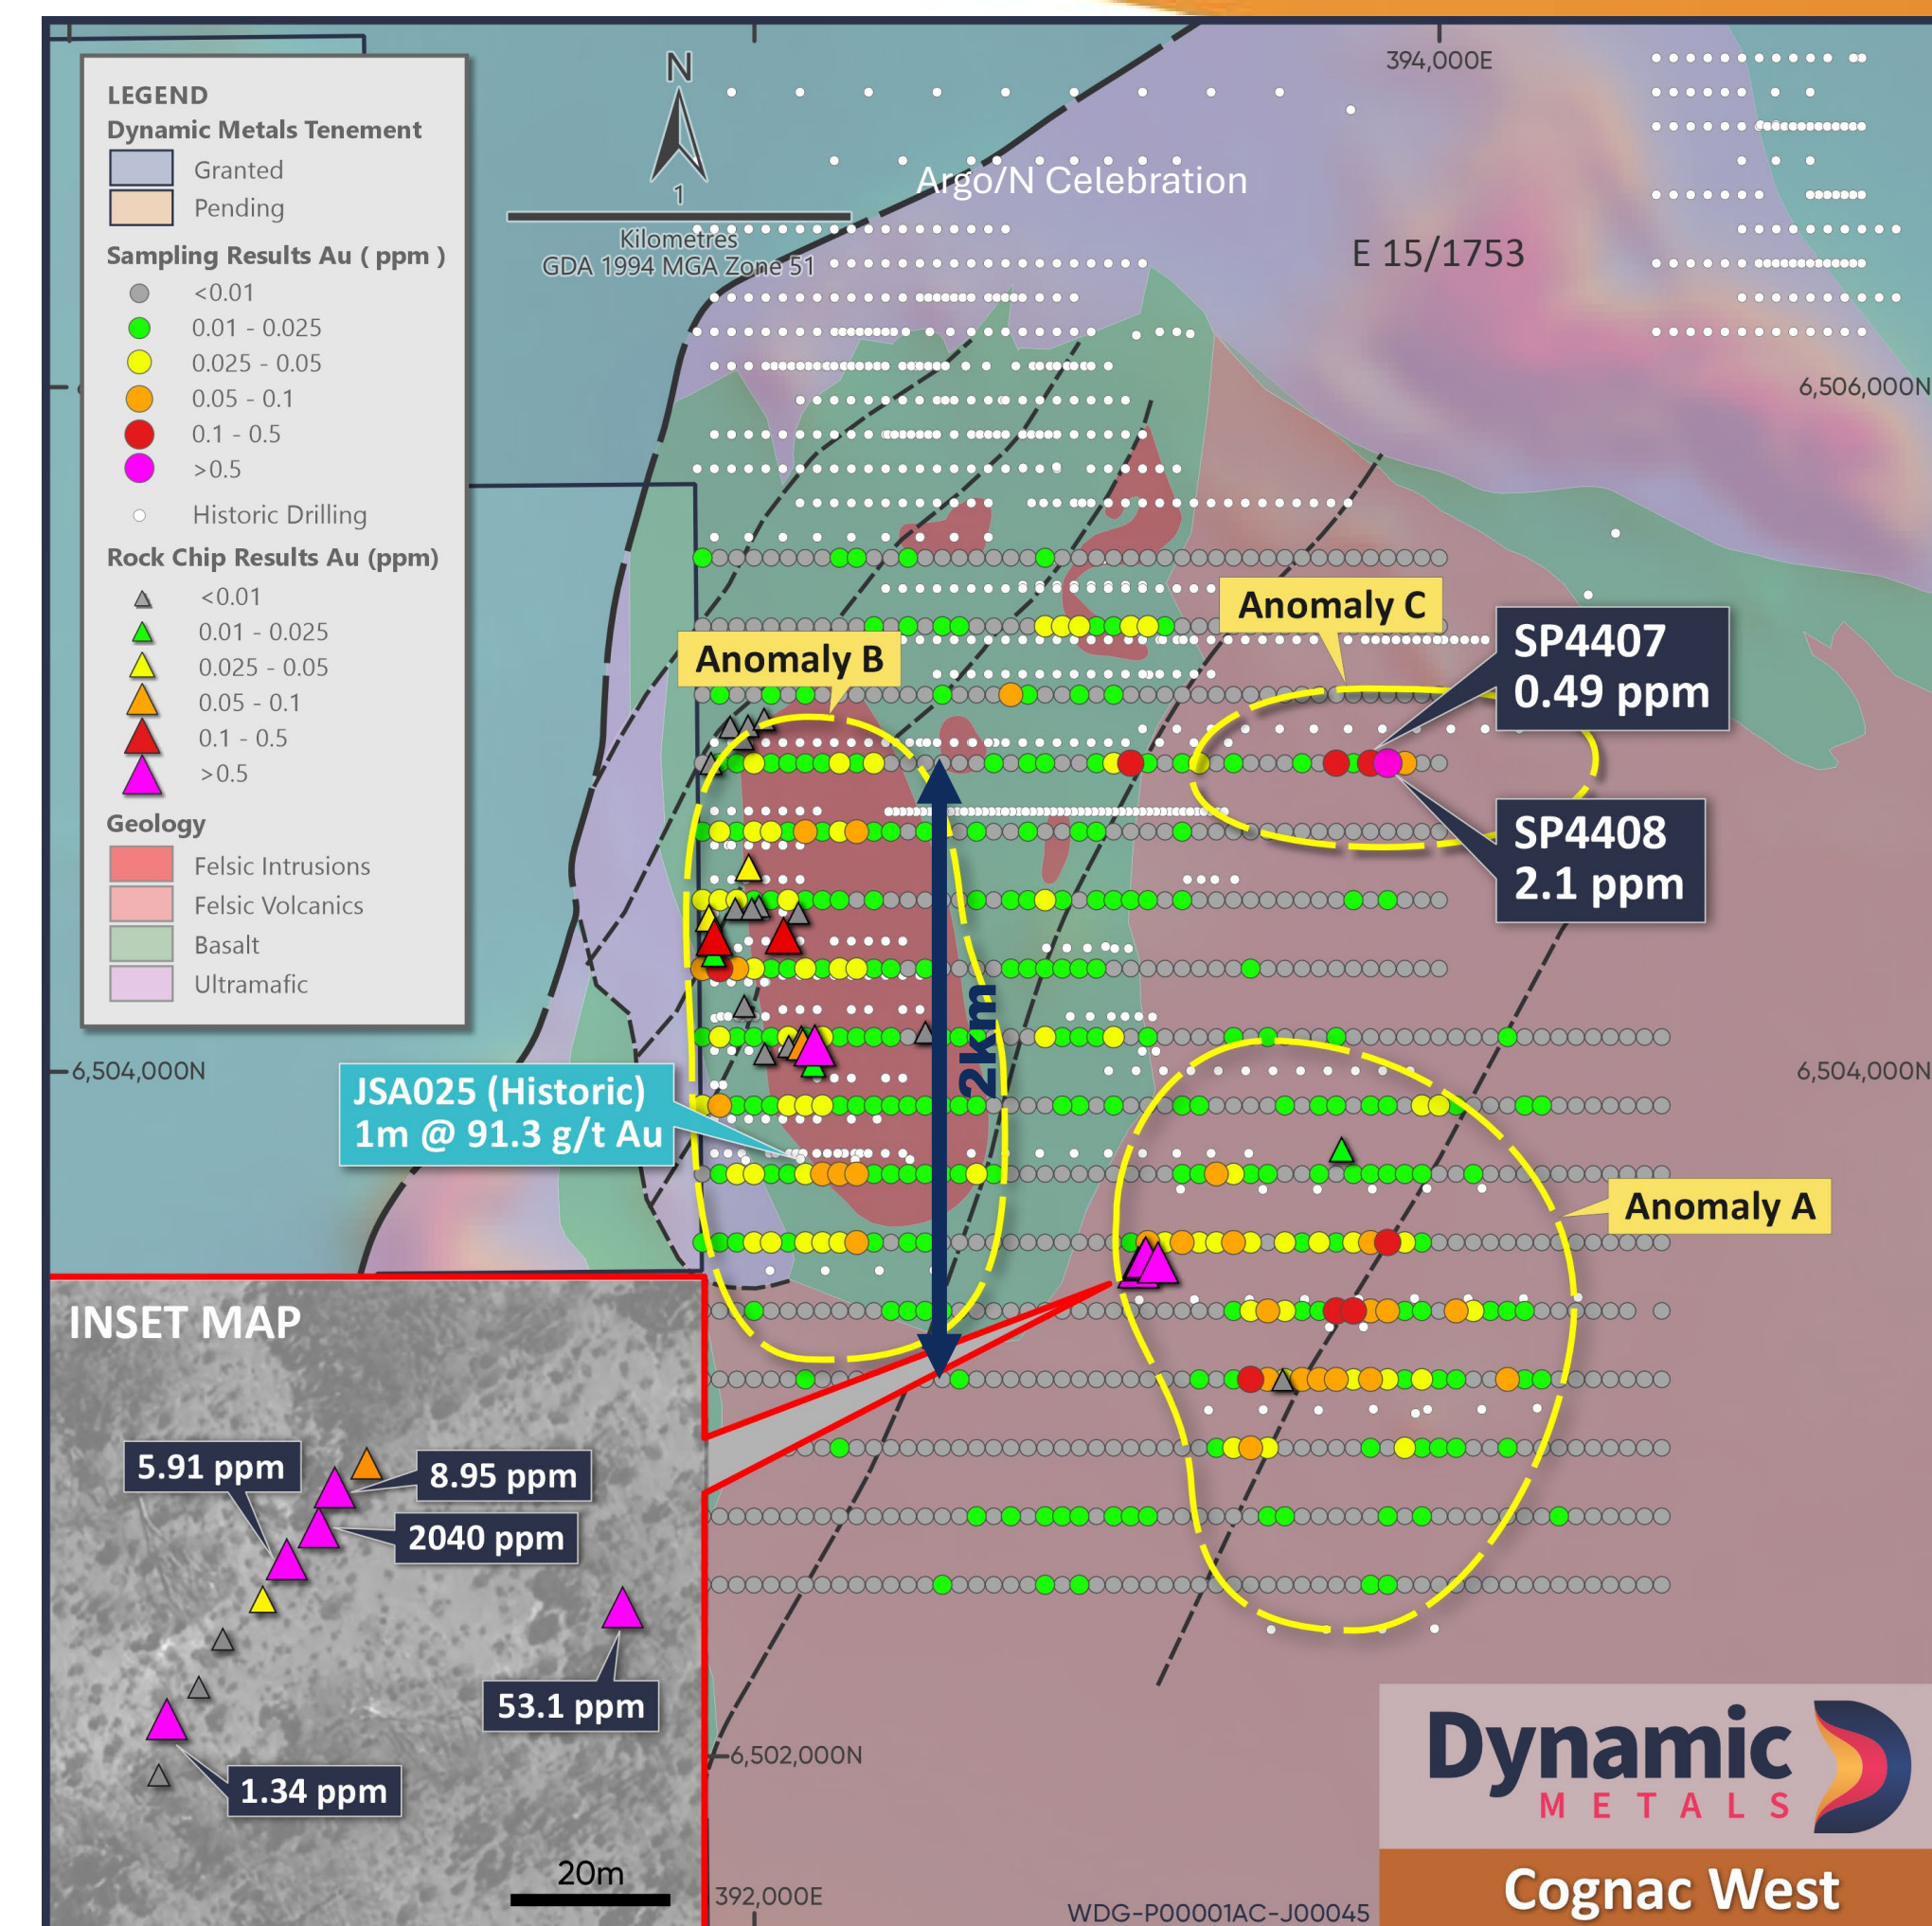 LEGEND
Dynamic Metals Tenement
Granted
Pending
Sampling Results Au ( ppm )
<0.01
0.01 - 0.025
0.025 - 0.05
0.05 - 0.1
0.1 - 0.5
>0.5
Historic Drilling
Rock Chip Results Au (ppm)
<0.01
0.01 - 0.025
0.025 - 0.05
0.05 - 0.1
0.1 - 0.5
>0.5
Geology
Felsic Intrusions
Felsic Volcanics
Basalt
Ultramafic
N
1
Kilometres
GDA 1994 MGA Zone 51
394,000E
Argo/N Celebration
E 15/1753
6,506,000N
Anomaly C
Anomaly B
SP4407
0.49 ppm
SP4408
2.1 ppm
2km
6,504,000N
6,504,000N
JSA025 (Historic)
1m @ 91.3 g/t Au
Anomaly A
INSET MAP
5.91 ppm
8.95 ppm
2040 ppm
53.1 ppm
1.34 ppm
20m
6,502,000N
392,000E
WDG-P00001AC-J00045
Dynamic
METALS
Cognac West